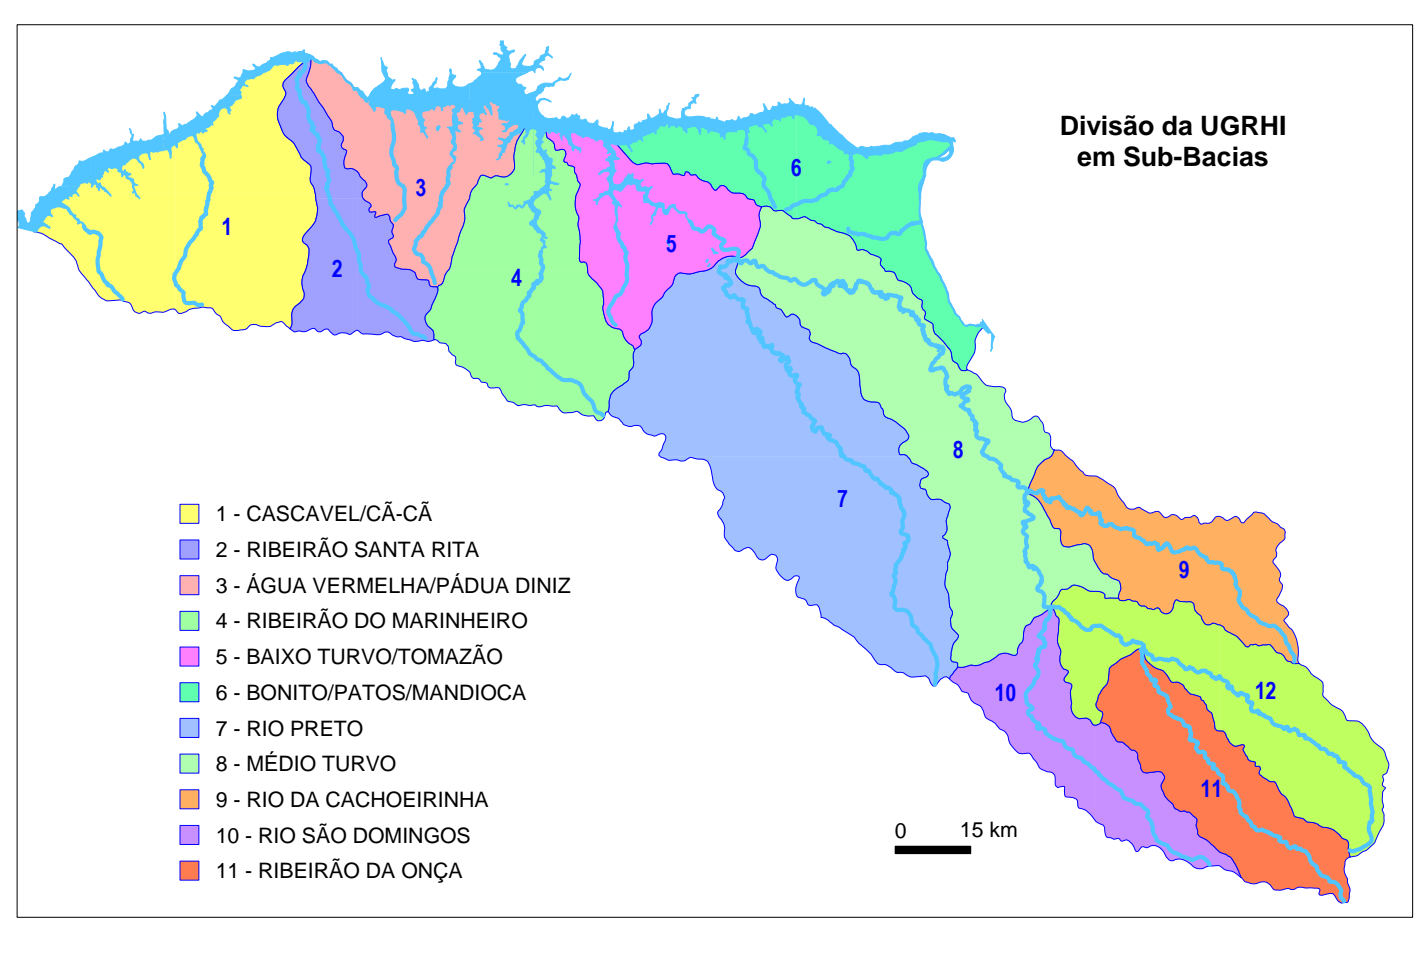 Divisão da UGRHI
em Sub-Bacias
1
2
3
4
5
6
7
8
9
10
11
12
1 - CASCAVEL/CÃ-CÃ
2 - RIBEIRÃO SANTA RITA
3 - ÁGUA VERMELHA/PÁDUA DINIZ
4 - RIBEIRÃO DO MARINHEIRO
5 - BAIXO TURVO/TOMAZÃO
6 - BONITO/PATOS/MANDIOCA
7 - RIO PRETO
8 - MÉDIO TURVO
9 - RIO DA CACHOEIRINHA
10 - RIO SÃO DOMINGOS
11 - RIBEIRÃO DA ONÇA
0 15 km